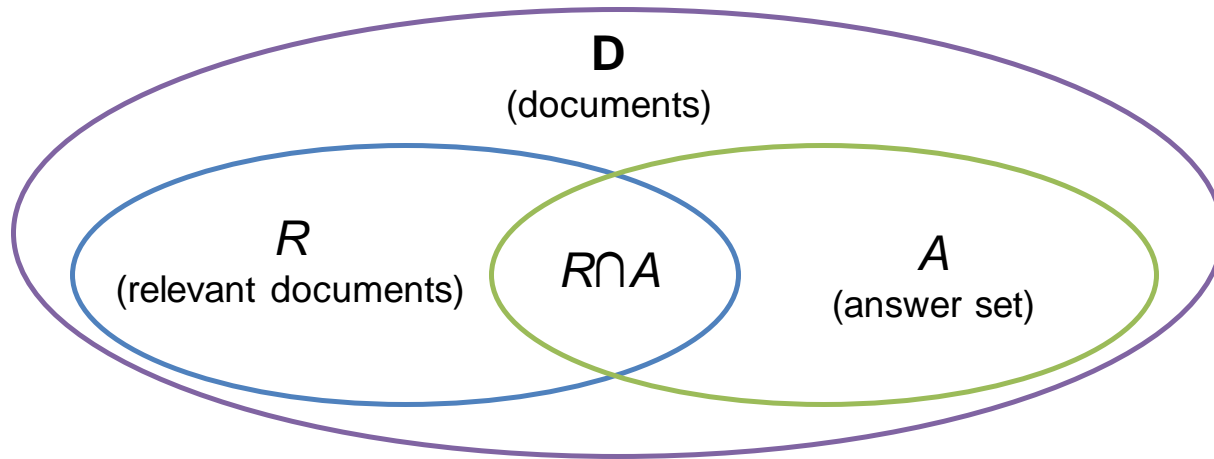 D
(documents)
R
(relevant documents)
R∩A
A
(answer set)